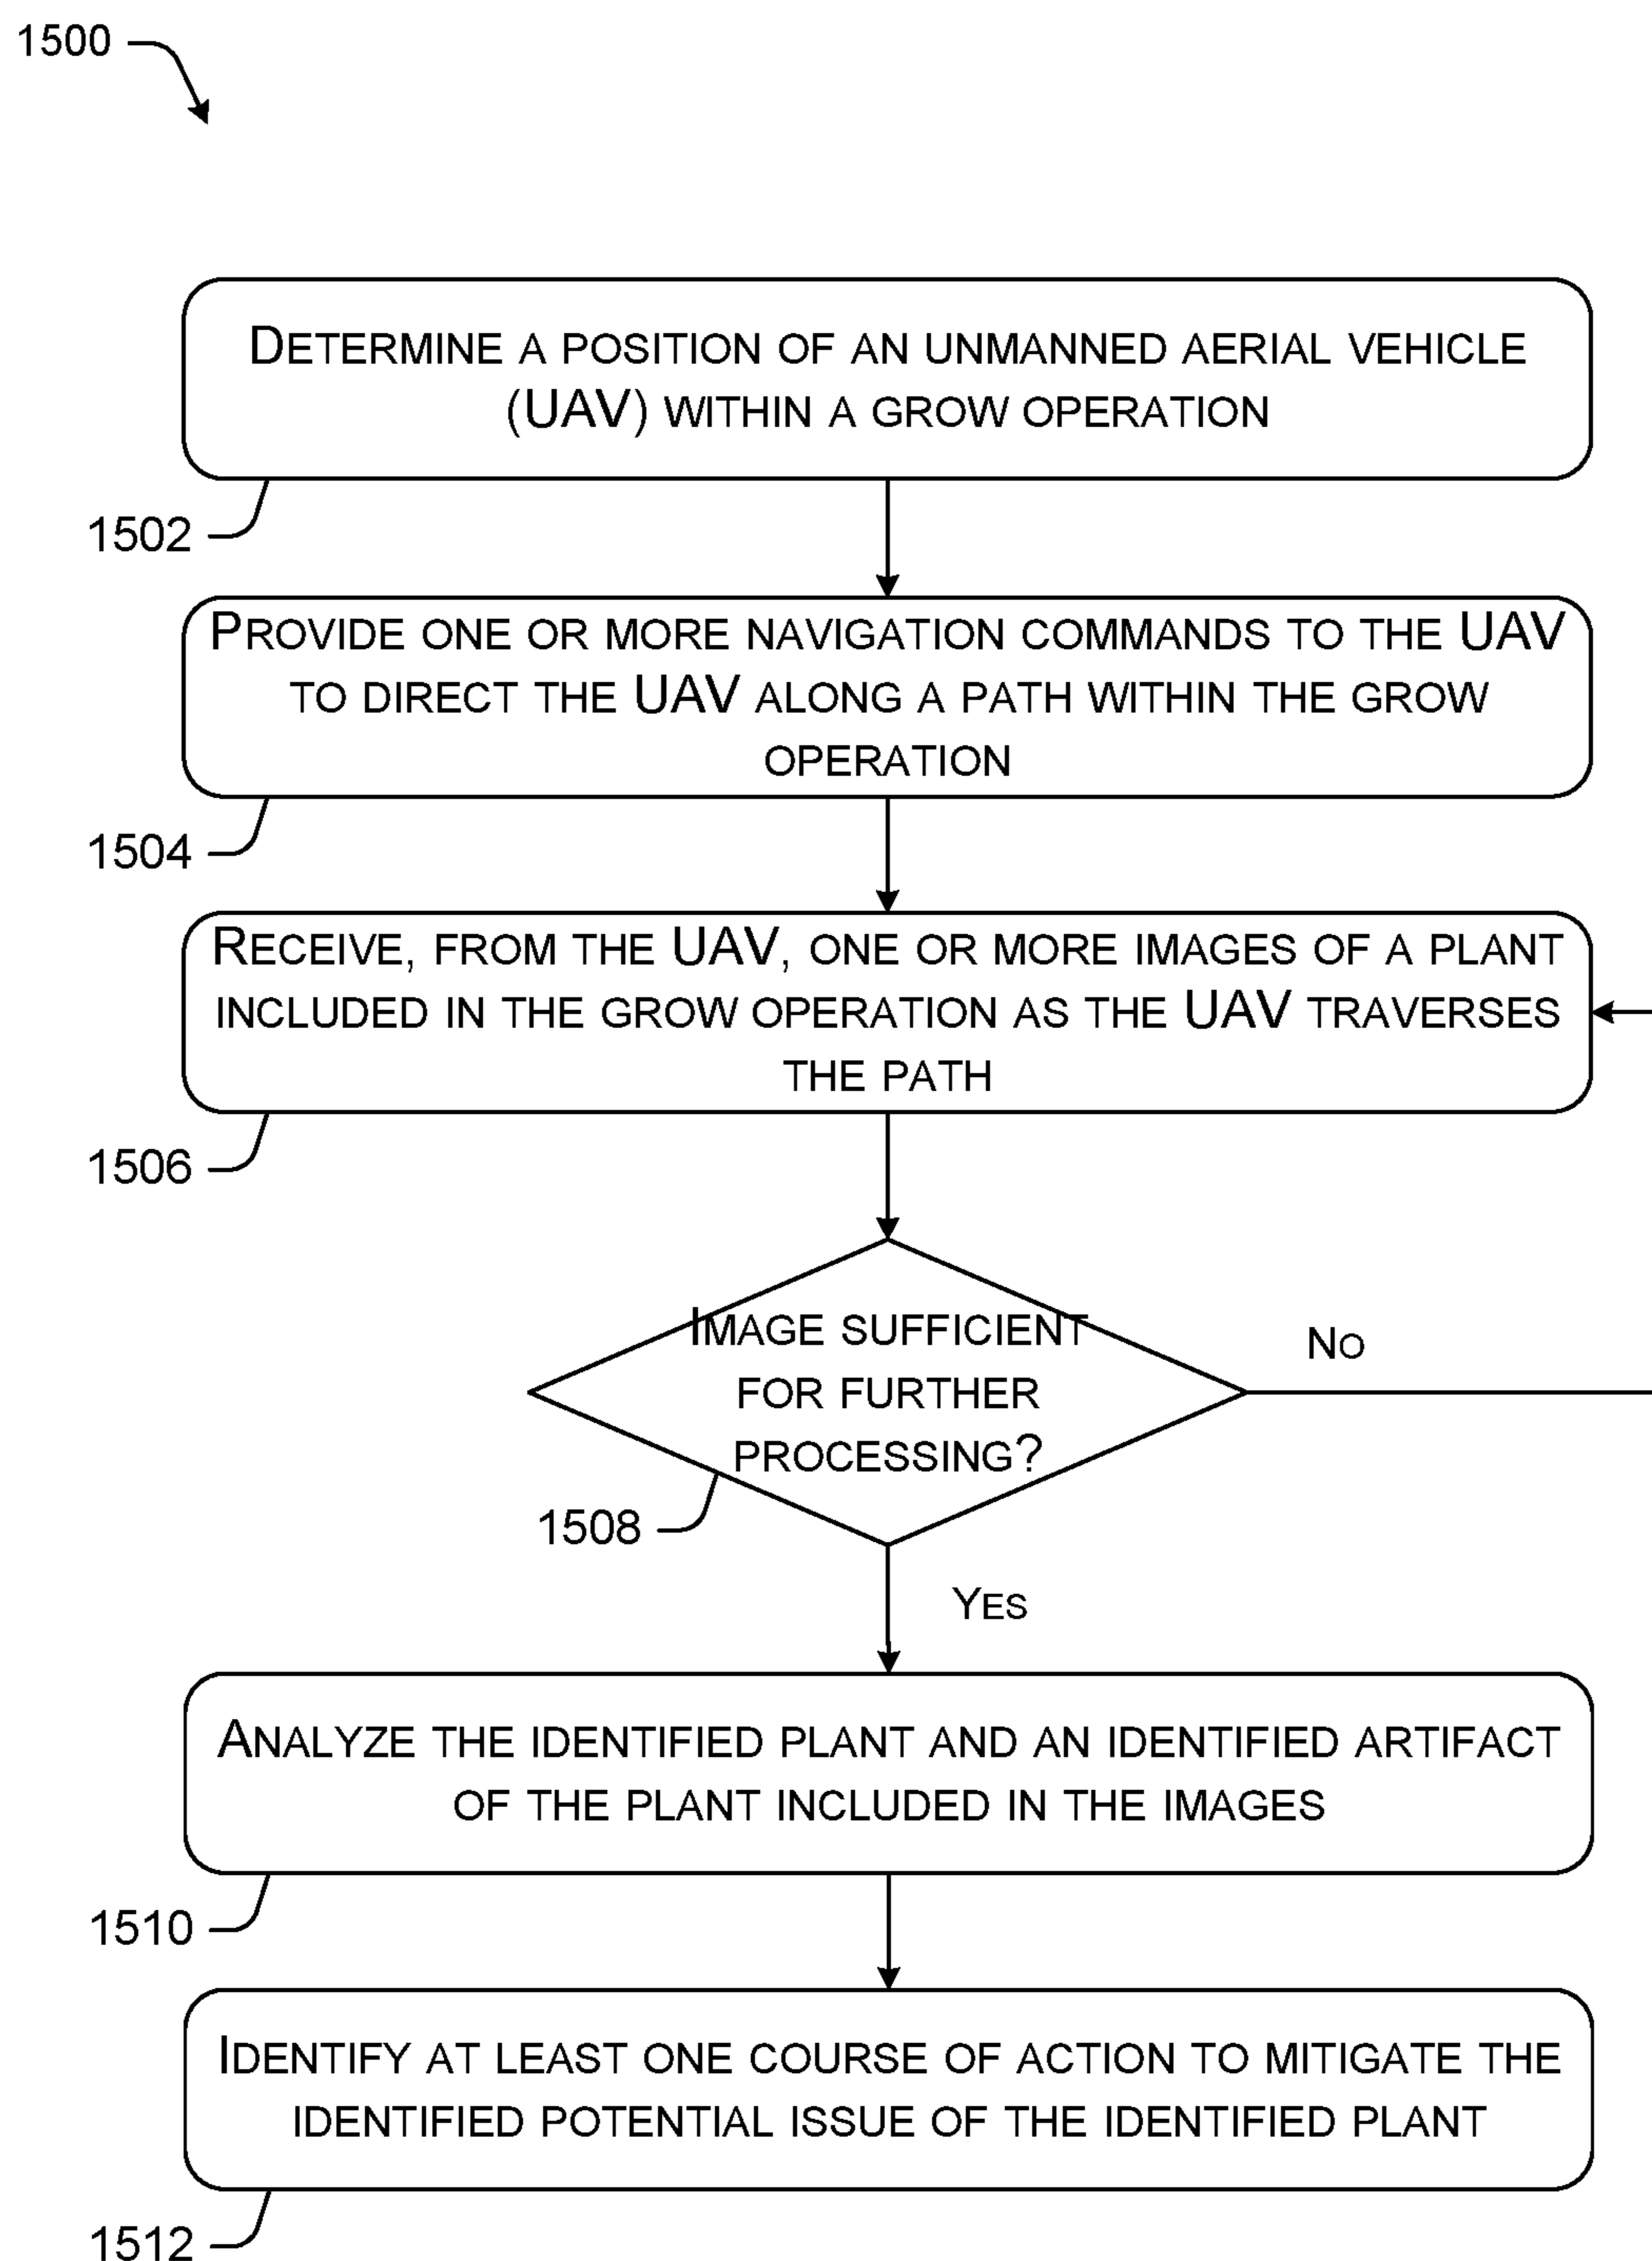 1500
Determine a position of an unmanned aerial vehicle
(UAV) within a grow operation
1502
Provide one or more navigation commands to the UAV
to direct the UAV along a path within the grow
operation
1504
Receive, from the UAV, one or more images of a plant
included in the grow operation as the UAV traverses
the path
1506
Image sufficient
for further
processing?
No
1508
Yes
Analyze the identified plant and an identified artifact
of the plant included in the images
1510
Identify at least one course of action to mitigate the
identified potential issue of the identified plant
1512